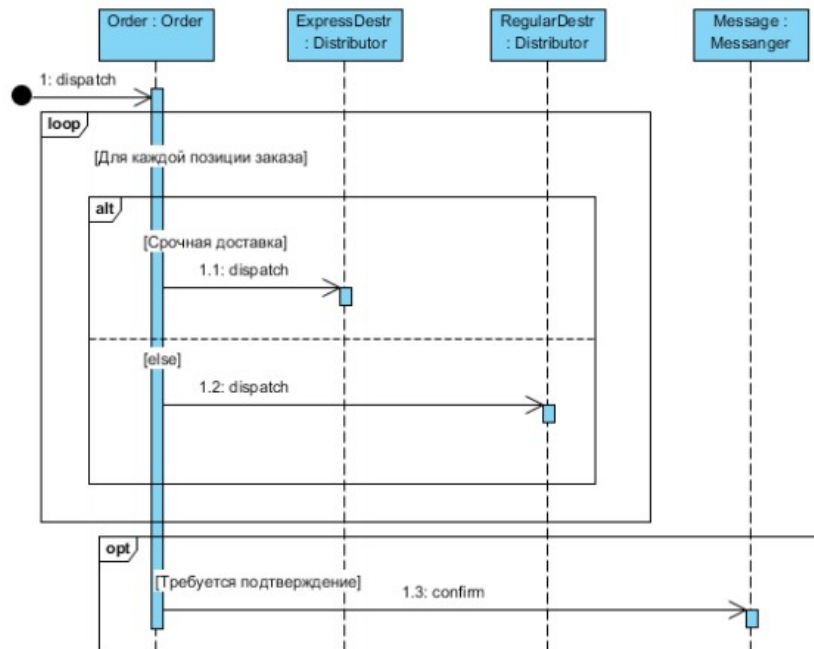 Order : Order
ExpressDestr
: Distributor
RegularDestr
: Distributor
Message :
Messanger
1: dispatch
loop
[Для каждой позиции заказа]
alt
[Срочная доставка]
1.1: dispatch
[else]
1.2: dispatch
opt
[Требуется подтверждение]
1.3: confirm